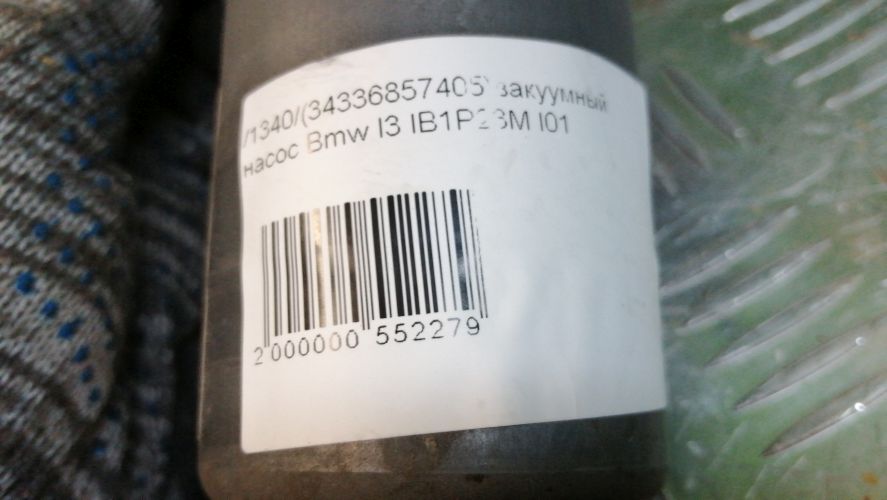 /1340/(34336857405) вакуумный
насос Bmw I3 IB1P23M I01
2 000000 552279